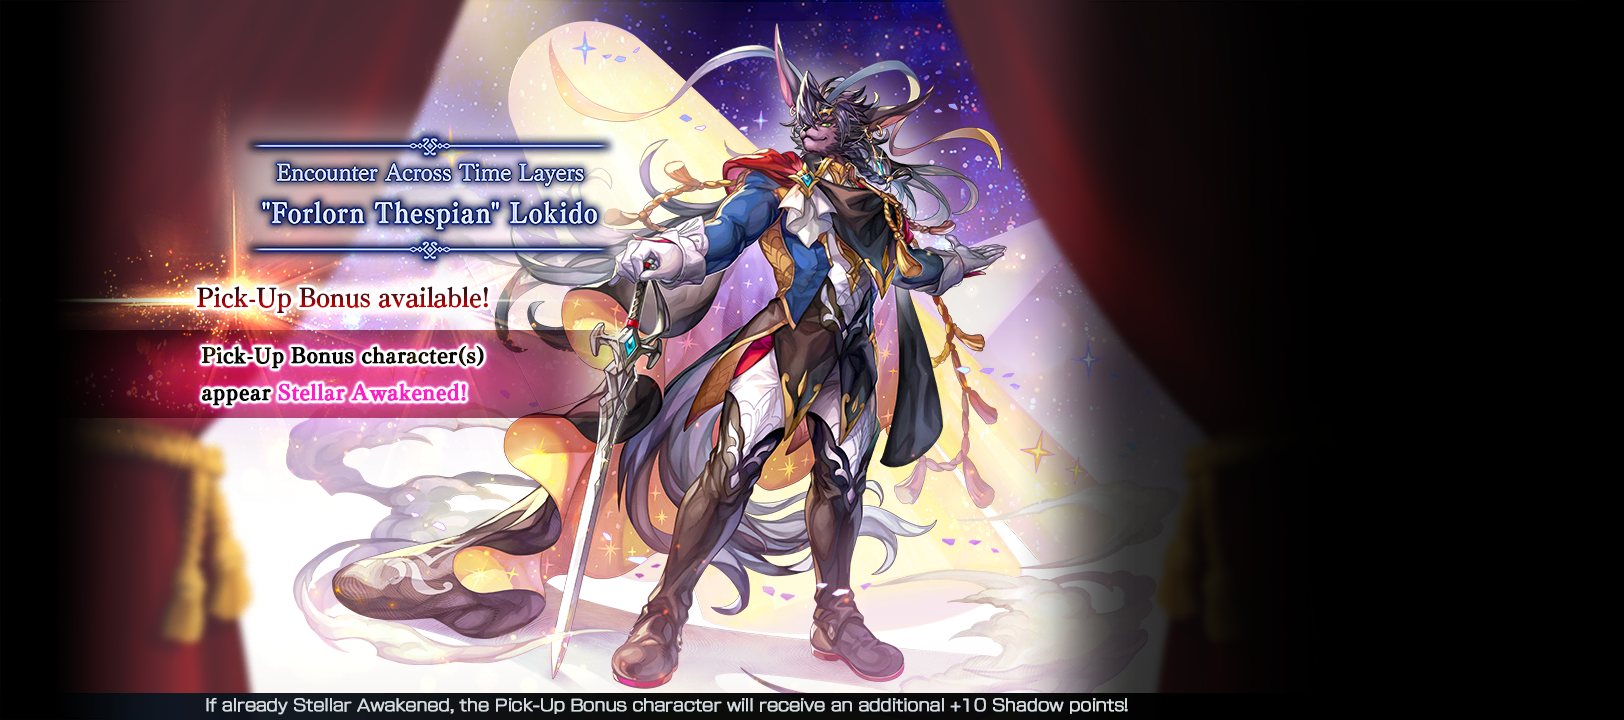 Encounter Across Time Layers
"Forlorn Thespian" Lokido
Pick-Up Bonus available!
Pick-Up Bonus character(s)
appear Stellar Awakened!
If already Stellar Awakened, the Pick-Up Bonus character will receive an additional +10 Shadow points!